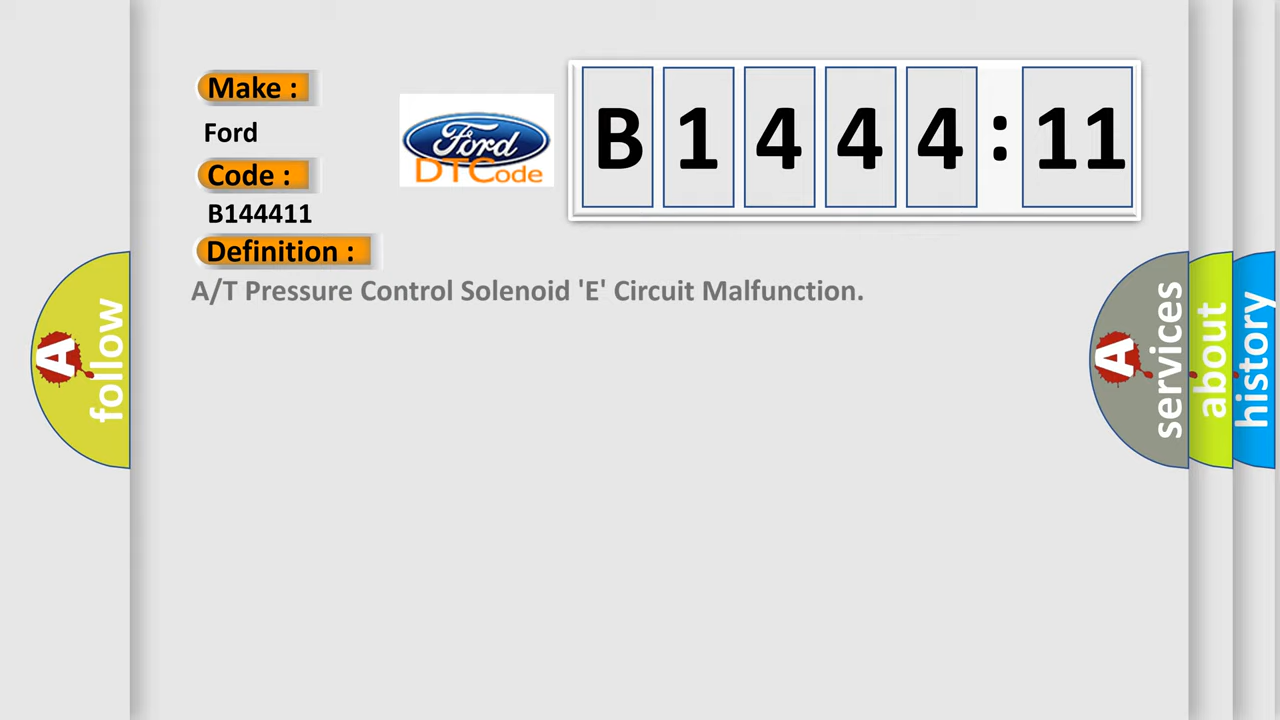 Make :
Ford
Code :
B144411
Definition :
A/T Pressure Control Solenoid 'E' Circuit Malfunction.
Ford
DTCode
B 1 4 4 4 : 11
A follow
A services
about
history